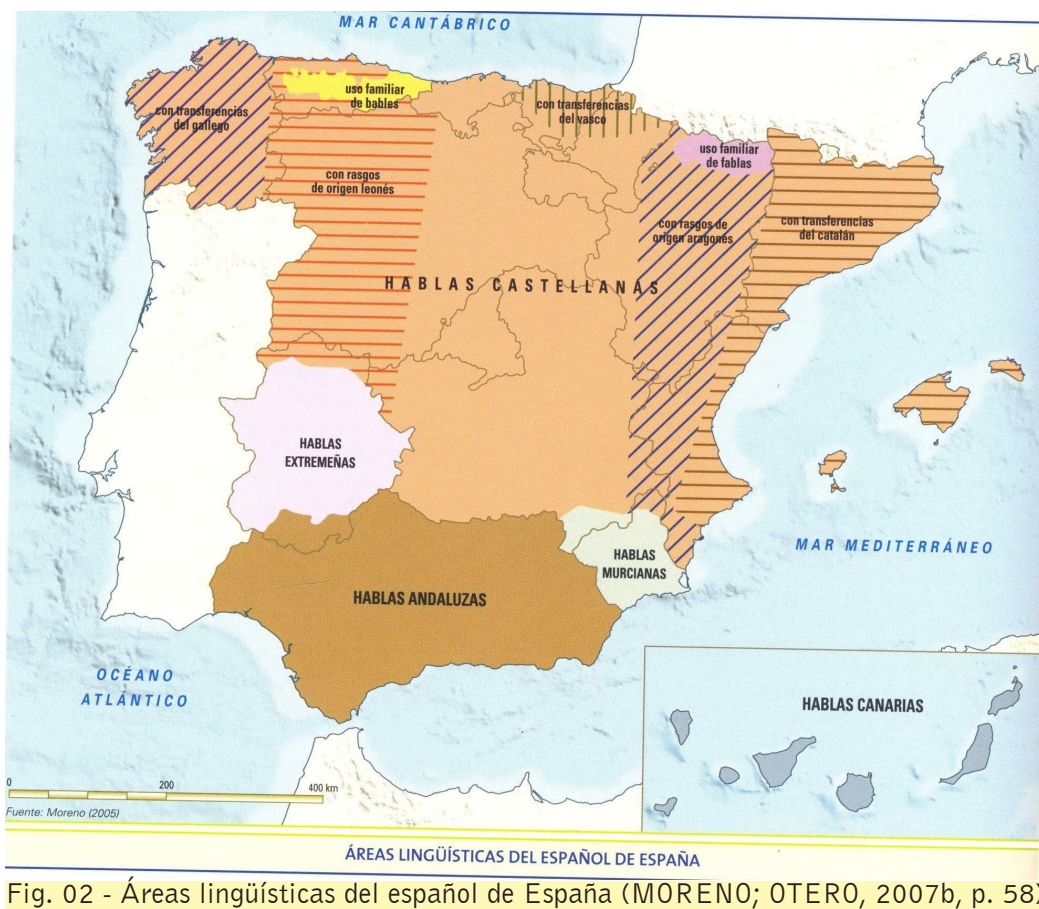 MAR CANTÁBRICO
con transferencias
del gallego
uso familiar
de bables
con transferencias
del vasco
uso familiar
de fablas
con rasgos
de origen leonés
con rasgos de
origen aragonés
con transferencias
del catalán
HABLAS CASTELLANAS
HABLAS
EXTREMEÑAS
MAR MEDITERRÁNEO
HABLAS
MURCIANAS
HABLAS ANDALUZAS
OCÉANO
ATLÁNTICO
HABLAS CANARIAS
0 200 400 km
Fuente: Moreno (2005)
ÁREAS LINGÜÍSTICAS DEL ESPAÑOL DE ESPAÑA
Fig. 02 - Áreas lingüísticas del español de España (MORENO; OTERO, 2007b, p. 58)